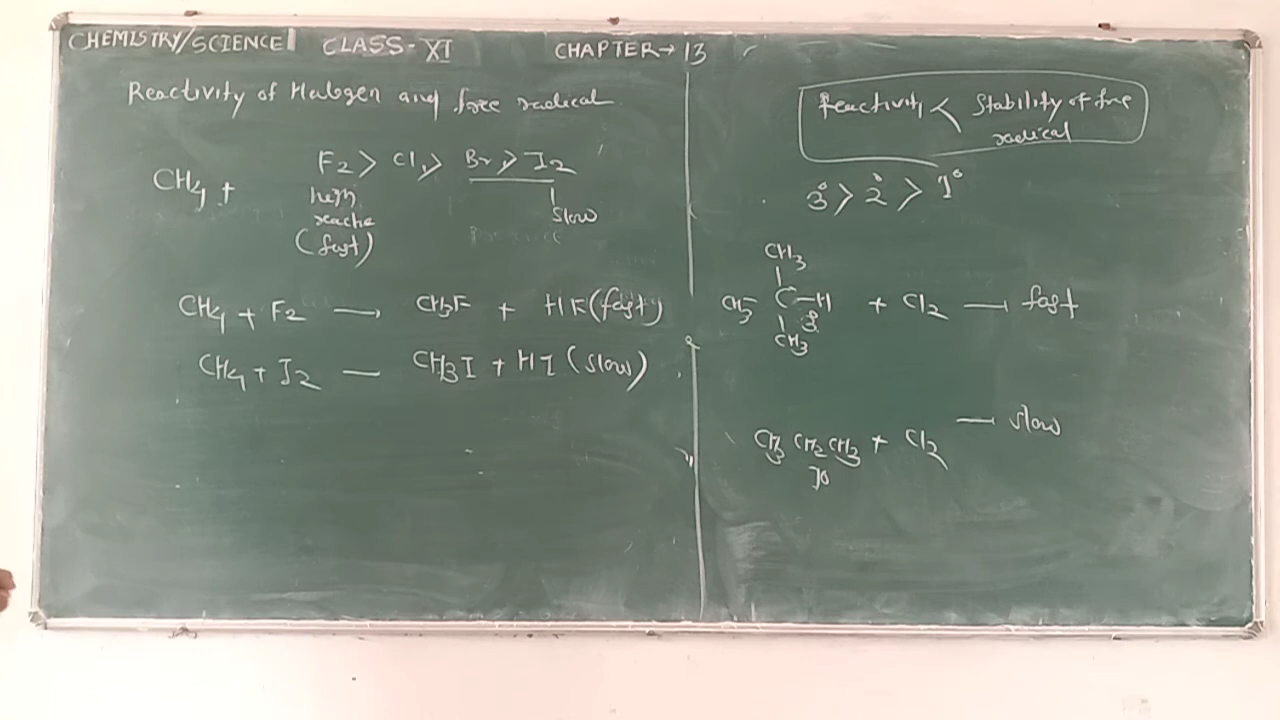 CHEMISTRY/SCIENCE CLASS-XI CHAPTER→13
Reactivity of Halogen and free radical
CH4 + F2 > Cl2 > Br2 > I2
high
(fast)
slow
CH4 + F2 — CH3F + HF (fast)
CH4 + I2 — CH3I + HI (slow)
Reactivity < Stability of free
radical
3° > 2° > 1°
CH3
CH3 – C – H + Cl2 — fast
3°
CH3
CH3 CH2 CH3 + Cl2 — slow
1°